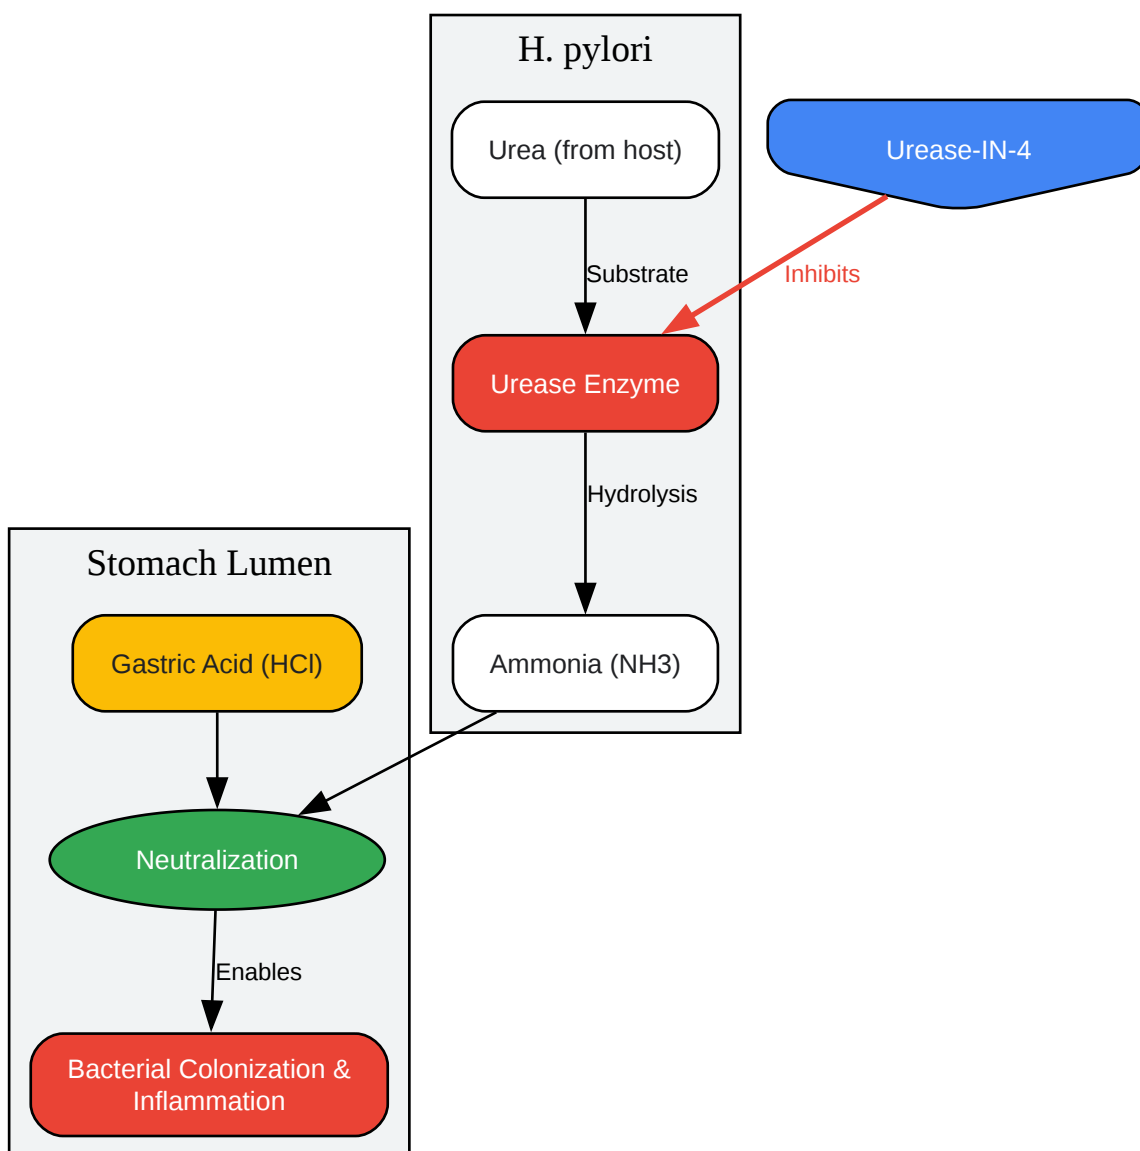 H. pylori
Urea (from host)
Urease-IN-4
Substrate
Inhibits
Urease Enzyme
Hydrolysis
Stomach Lumen
Gastric Acid (HCl)
Ammonia (NH3)
Neutralization
Enables
Bacterial Colonization &
Inflammation